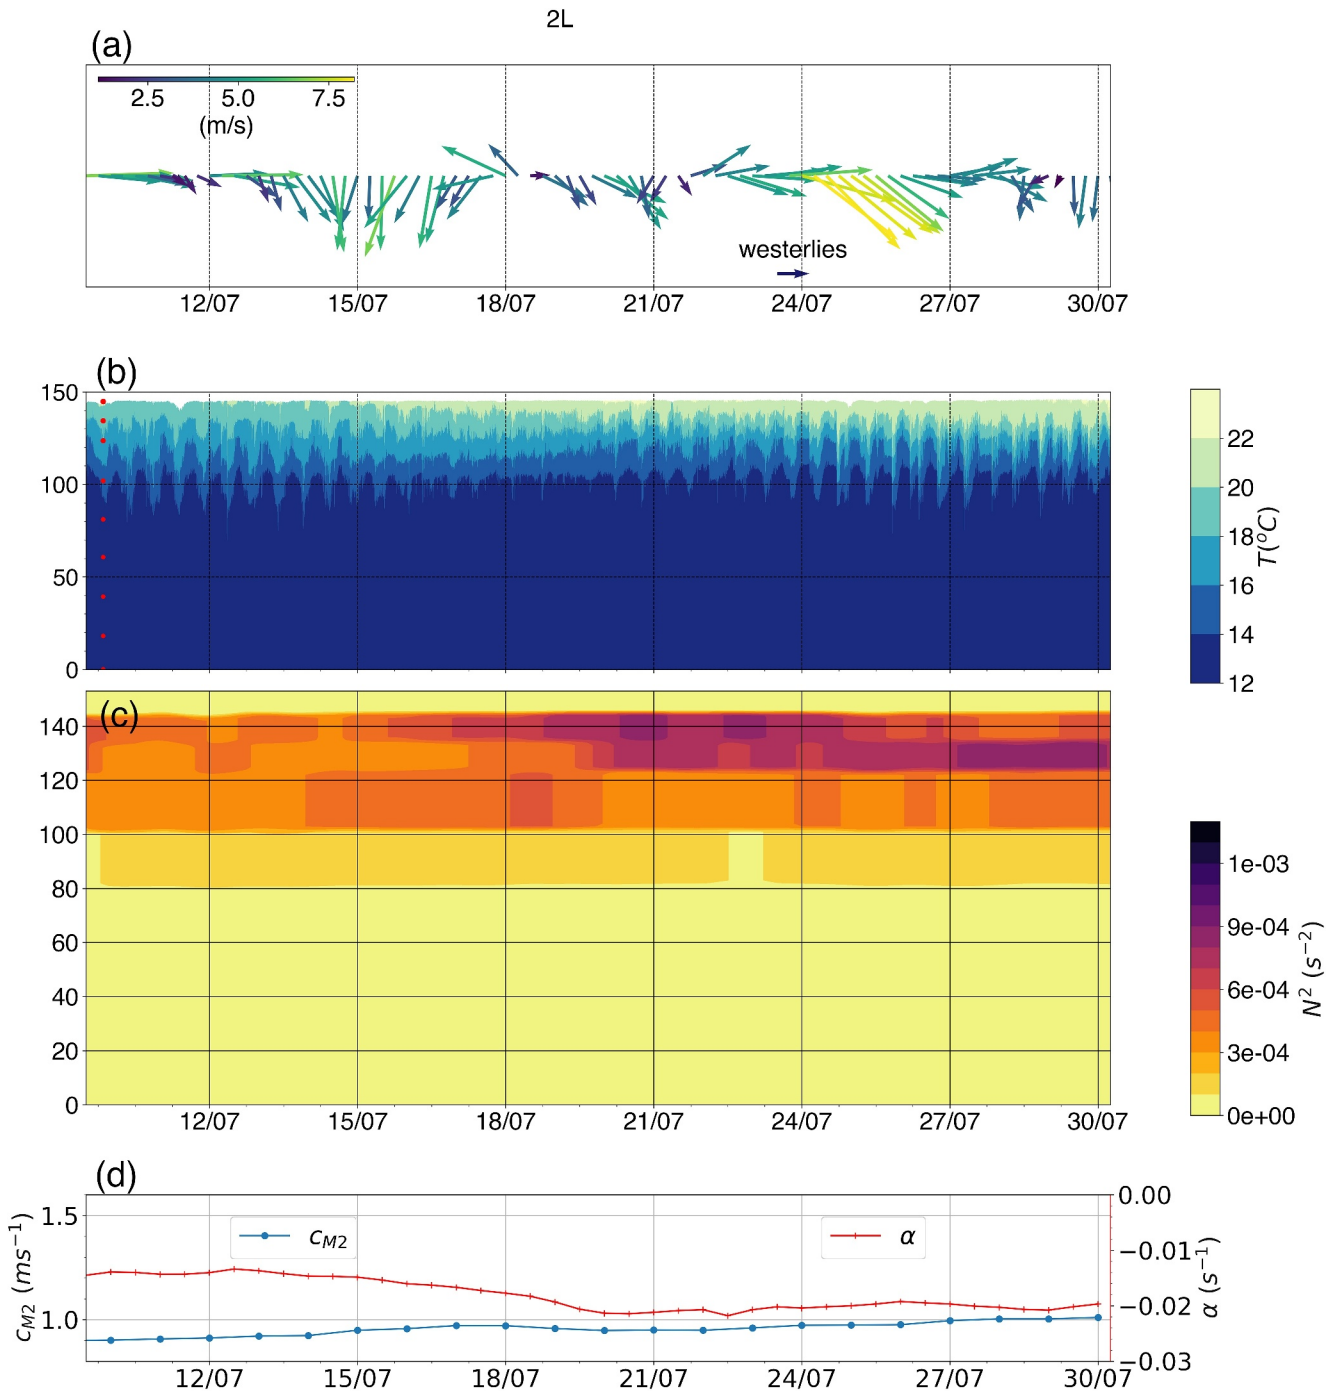 2L
(a)
2.5 5.0 7.5
(m/s)
westerlies
12/07 15/07 18/07 21/07 24/07 27/07 30/07
(b)
150
100
50
0
22
20
18
16
14
12
T(°C)
(c)
140
120
100
80
60
40
20
0
12/07 15/07 18/07 21/07 24/07 27/07 30/07
1e-03
9e-04
6e-04
3e-04
0e+00
N² (s⁻²)
(d)
1.5
1.0
c_{M2} (ms⁻¹)
c_{M2}
α
0.00
−0.01
−0.02
−0.03
α (s⁻¹)
12/07 15/07 18/07 21/07 24/07 27/07 30/07